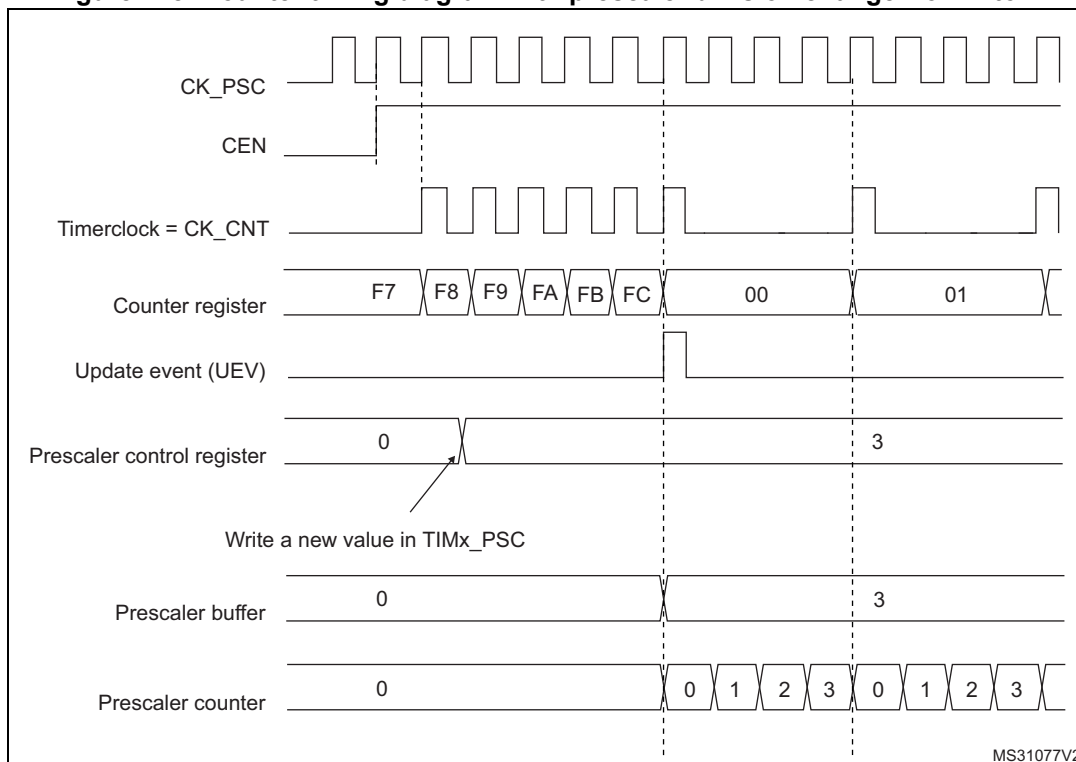 CK_PSC
CEN
Timerclock = CK_CNT
Counter register F7 F8 F9 FA FB FC 00 01
Update event (UEV)
Prescaler control register 0 3
Write a new value in TIMx_PSC
Prescaler buffer 0 3
Prescaler counter 0 0 1 2 3 0 1 2 3
MS31077V2